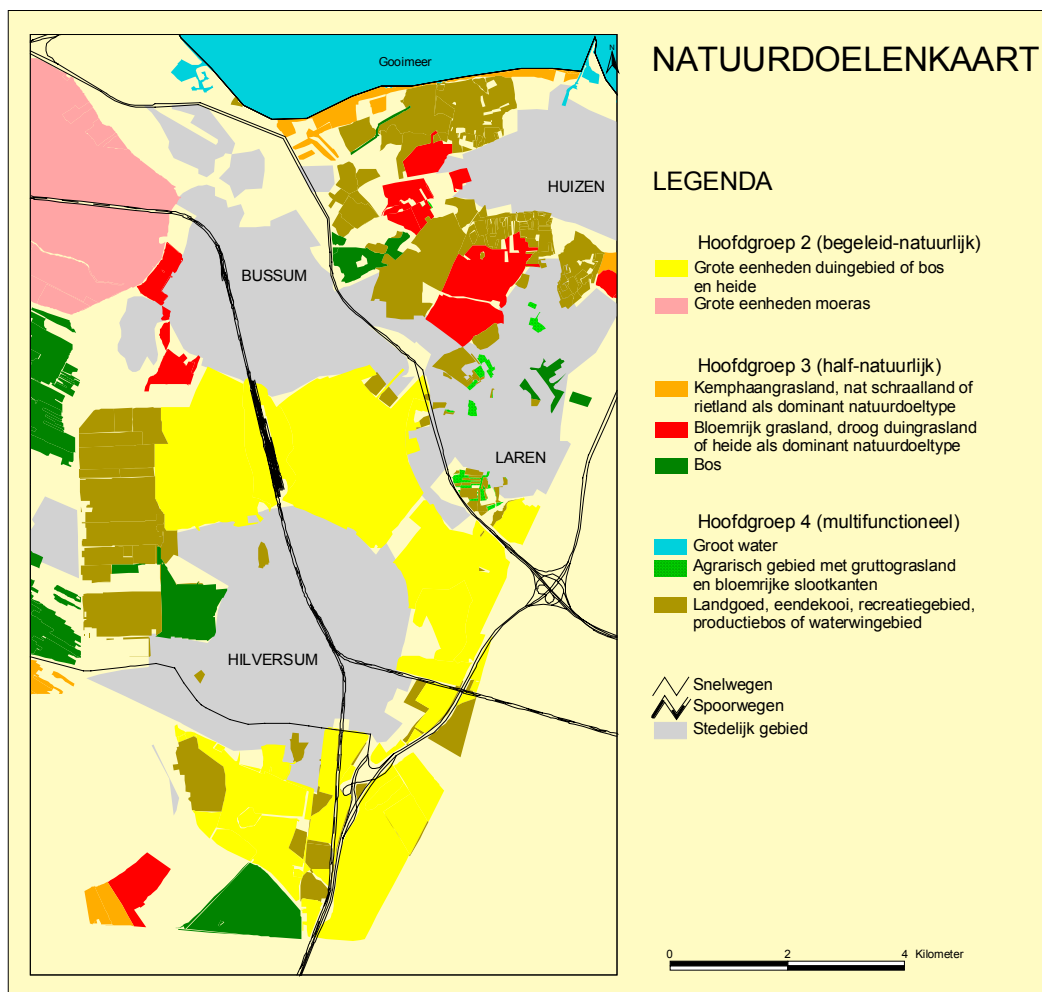 NATUURDOELENKAART
N
Gooimeer
HUIZEN
BUSSUM
LAREN
HILVERSUM
LEGENDA
Hoofdgroep 2 (begeleid-natuurlijk)
Grote eenheden duingebied of bos
en heide
Grote eenheden moeras
Hoofdgroep 3 (half-natuurlijk)
Kemphaangrasland, nat schraalland of
rietland als dominant natuurdoeltype
Bloemrijk grasland, droog duingrasland
of heide als dominant natuurdoeltype
Bos
Hoofdgroep 4 (multifunctioneel)
Groot water
Agrarisch gebied met gruttograsland
en bloemrijke slootkanten
Landgoed, eendekooi, recreatiegebied,
productiebos of waterwingebied
Snelwegen
Spoorwegen
Stedelijk gebied
0 2 4 Kilometer